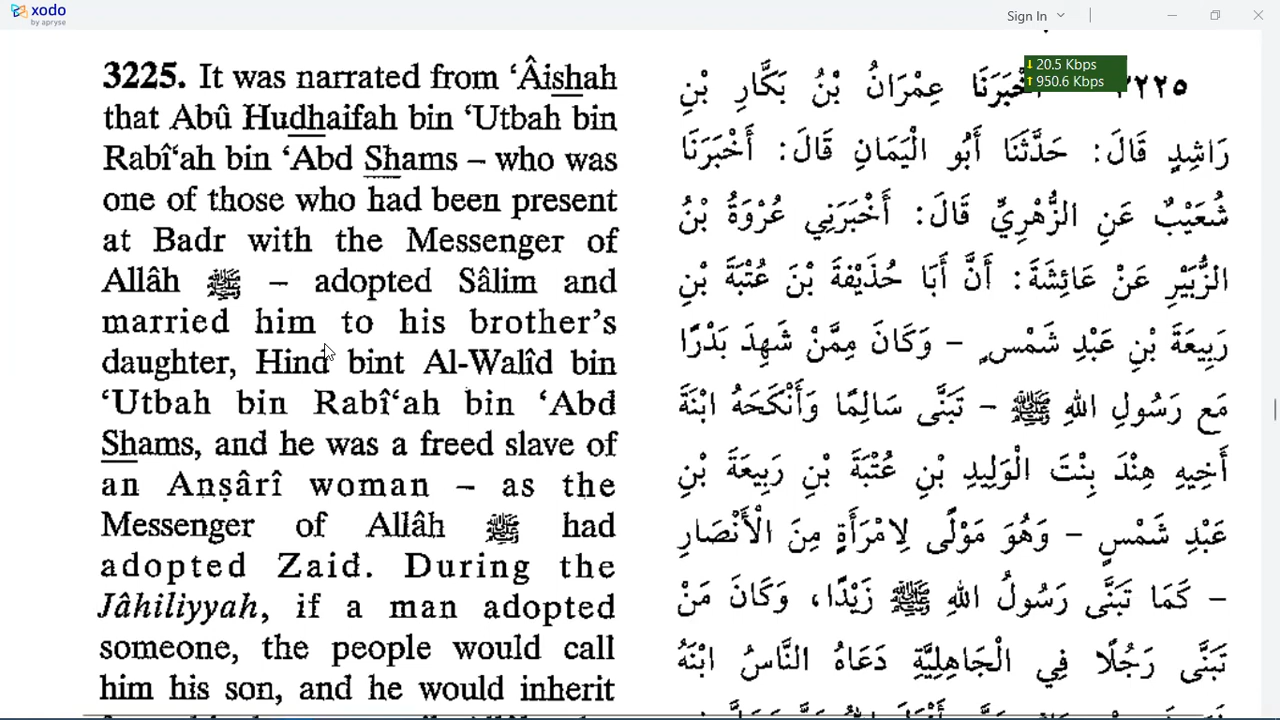 xodo
by apryse
Sign In
↓ 20.5 Kbps
↑ 950.6 Kbps
3225. It was narrated from ‘Âishah
that Abû Hudhaifah bin ‘Utbah bin
Rabî‘ah bin ‘Abd Shams – who was
one of those who had been present
at Badr with the Messenger of
Allâh ﷺ – adopted Sâlim and
married him to his brother’s
daughter, Hind bint Al-Walîd bin
‘Utbah bin Rabî‘ah bin ‘Abd
Shams, and he was a freed slave of
an Anṣârî woman – as the
Messenger of Allâh ﷺ had
adopted Zaid. During the
Jâhiliyyah, if a man adopted
someone, the people would call
him his son, and he would inherit
٣٢٢٥ أَخْبَرَنَا عِمْرَانُ بْنُ بَكَّارِ بْنِ
رَاشِدٍ قَالَ: حَدَّثَنَا أَبُو الْيَمَانِ قَالَ: أَخْبَرَنَا
شُعَيْبٌ عَنِ الزُّهْرِيِّ قَالَ: أَخْبَرَنِي عُرْوَةُ بْنُ
الزُّبَيْرِ عَنْ عَائِشَةَ: أَنَّ أَبَا حُذَيْفَةَ بْنَ عُتْبَةَ بْنِ
رَبِيعَةَ بْنِ عَبْدِ شَمْسٍ – وَكَانَ مِمَّنْ شَهِدَ بَدْرًا
مَع رَسُولِ اللهِ ﷺ – تَبَنَّى سَالِمًا وَأَنْكَحَهُ ابْنَةَ
أَخِيهِ هِنْدَ بِنْتَ الْوَلِيدِ بْنِ عُتْبَةَ بْنِ رَبِيعَةَ بْنِ
عَبْدِ شَمْسٍ – وَهُوَ مَوْلًى لِامْرَأَةٍ مِنَ الْأَنْصَارِ
– كَمَا تَبَنَّى رَسُولُ اللهِ ﷺ زَيْدًا، وَكَانَ مَنْ
تَبَنَّى رَجُلًا فِي الْجَاهِلِيَّةِ دَعَاهُ النَّاسُ ابْنَهُ